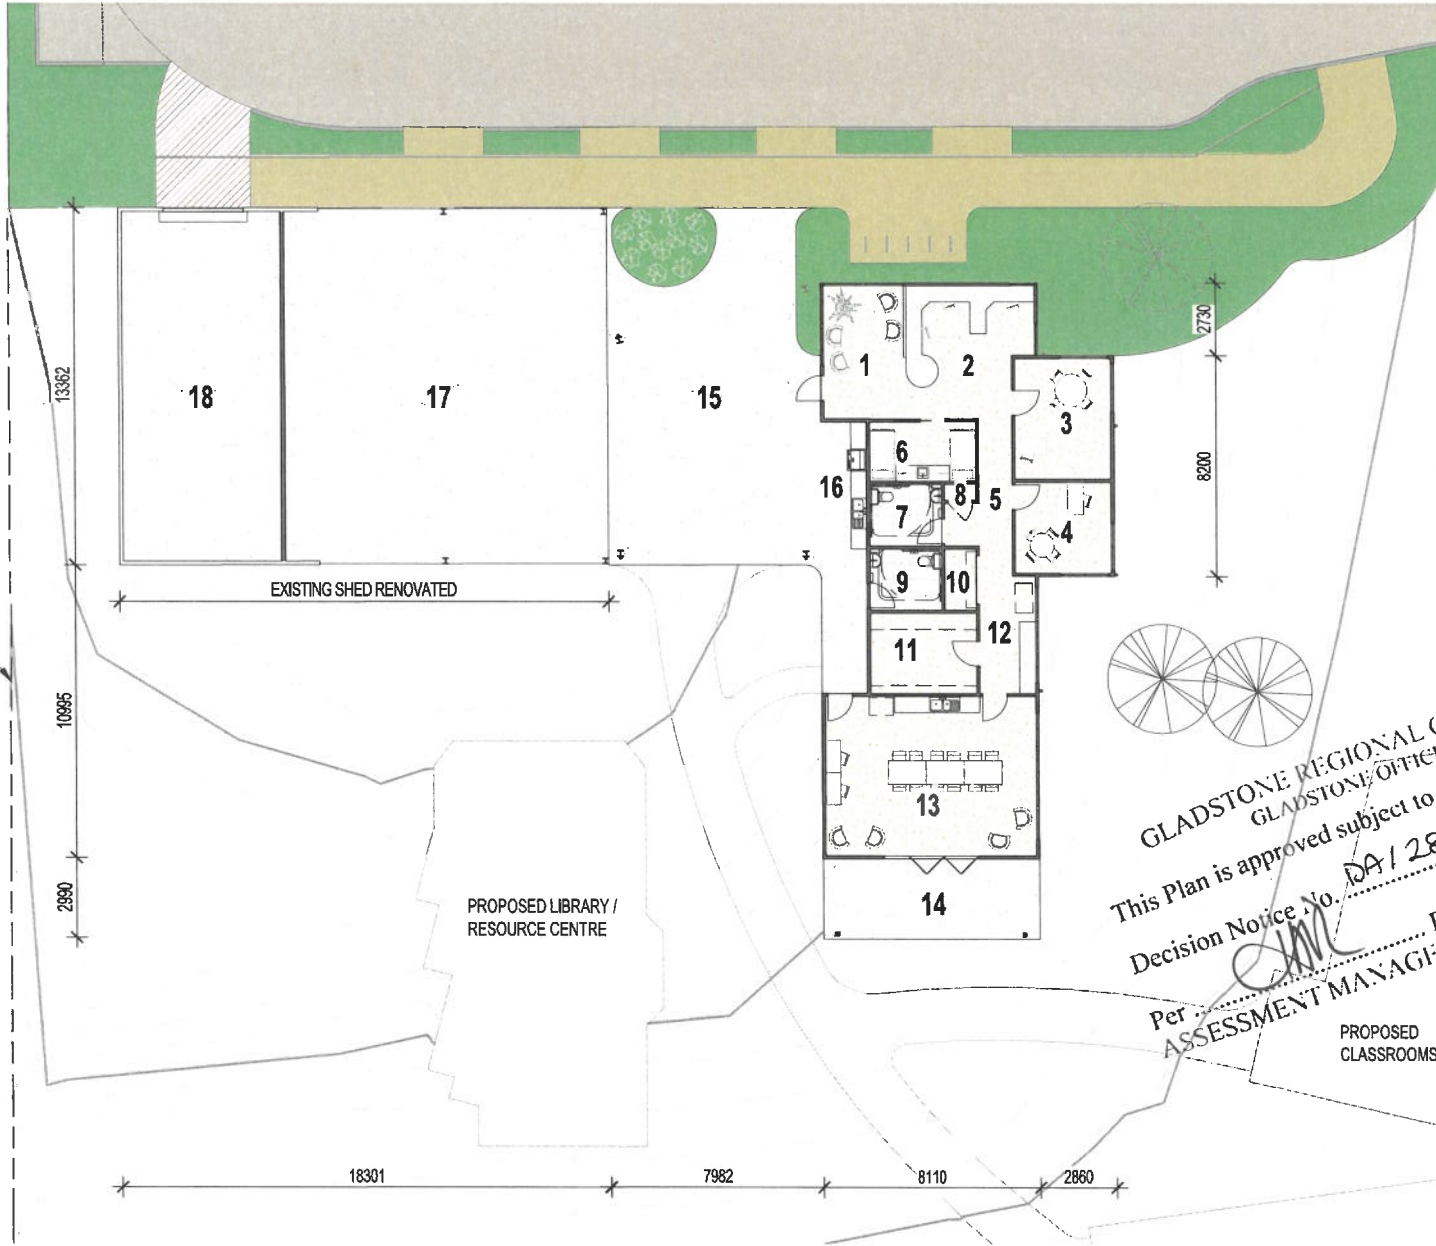 2730
13362
18
17
15
1
2
3
8200
6
16
8
5
7
4
9
10
EXISTING SHED RENOVATED
12
11
10995
13
GLADSTONE REGIONAL
GLADSTONE
This Plan is approved subject to
Decision Notice No. DA/28
Per
ASSESSMENT
2990
14
PROPOSED LIBRARY /
RESOURCE CENTRE
PROPOSED
CLASSROOMS
18301
7982
8110
2860